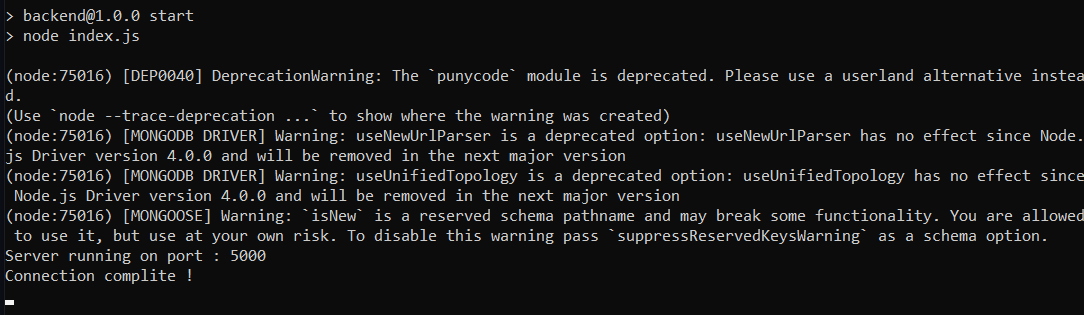 > backend@1.0.0 start
> node index.js
(node:75016) [DEP0040] DeprecationWarning: The `punycode` module is deprecated. Please use a userland alternative instea
d.
(Use `node --trace-deprecation ...` to show where the warning was created)
(node:75016) [MONGODB DRIVER] Warning: useNewUrlParser is a deprecated option: useNewUrlParser has no effect since Node.
js Driver version 4.0.0 and will be removed in the next major version
(node:75016) [MONGODB DRIVER] Warning: useUnifiedTopology is a deprecated option: useUnifiedTopology has no effect since
 Node.js Driver version 4.0.0 and will be removed in the next major version
(node:75016) [MONGOOSE] Warning: `isNew` is a reserved schema pathname and may break some functionality. You are allowed
 to use it, but use at your own risk. To disable this warning pass `suppressReservedKeysWarning` as a schema option.
Server running on port : 5000
Connection complite !